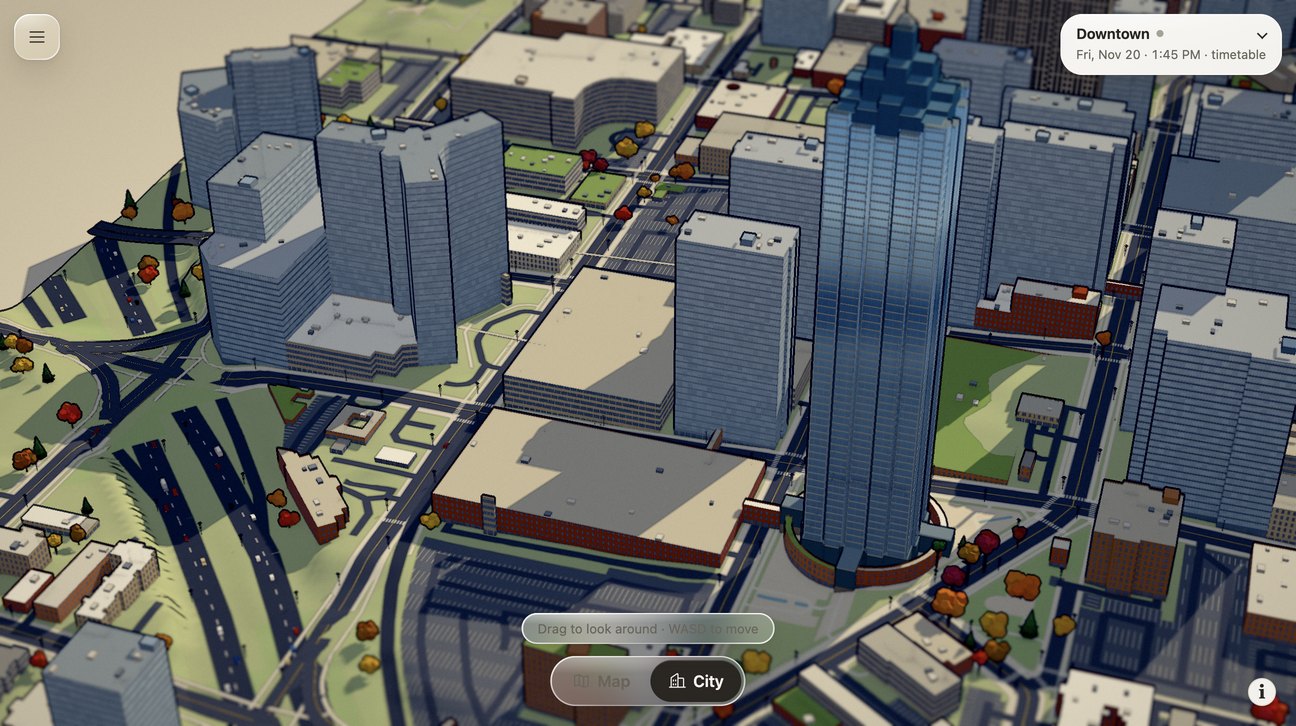 Downtown
Fri, Nov 20 · 1:45 PM · timetable
Drag to look around · WASD to move
Map
City